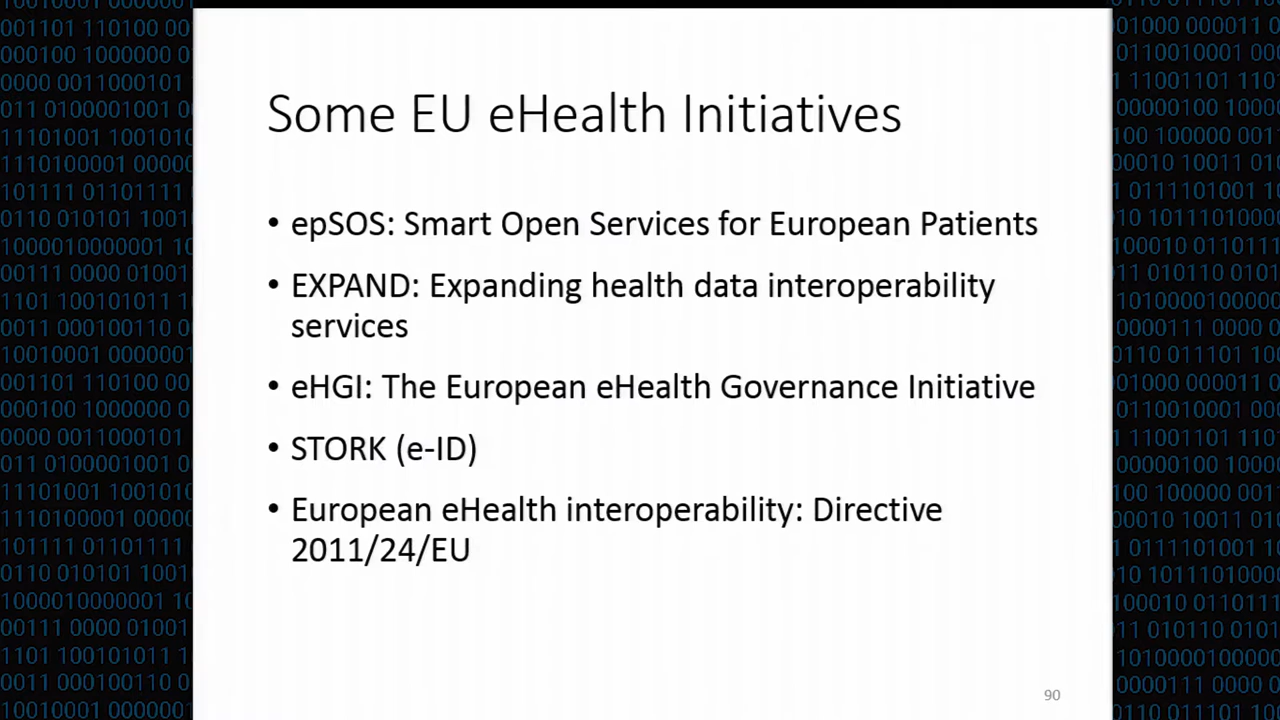 Some EU eHealth Initiatives
• epSOS: Smart Open Services for European Patients
• EXPAND: Expanding health data interoperability
services
• eHGI: The European eHealth Governance Initiative
• STORK (e-ID)
• European eHealth interoperability: Directive
2011/24/EU
90